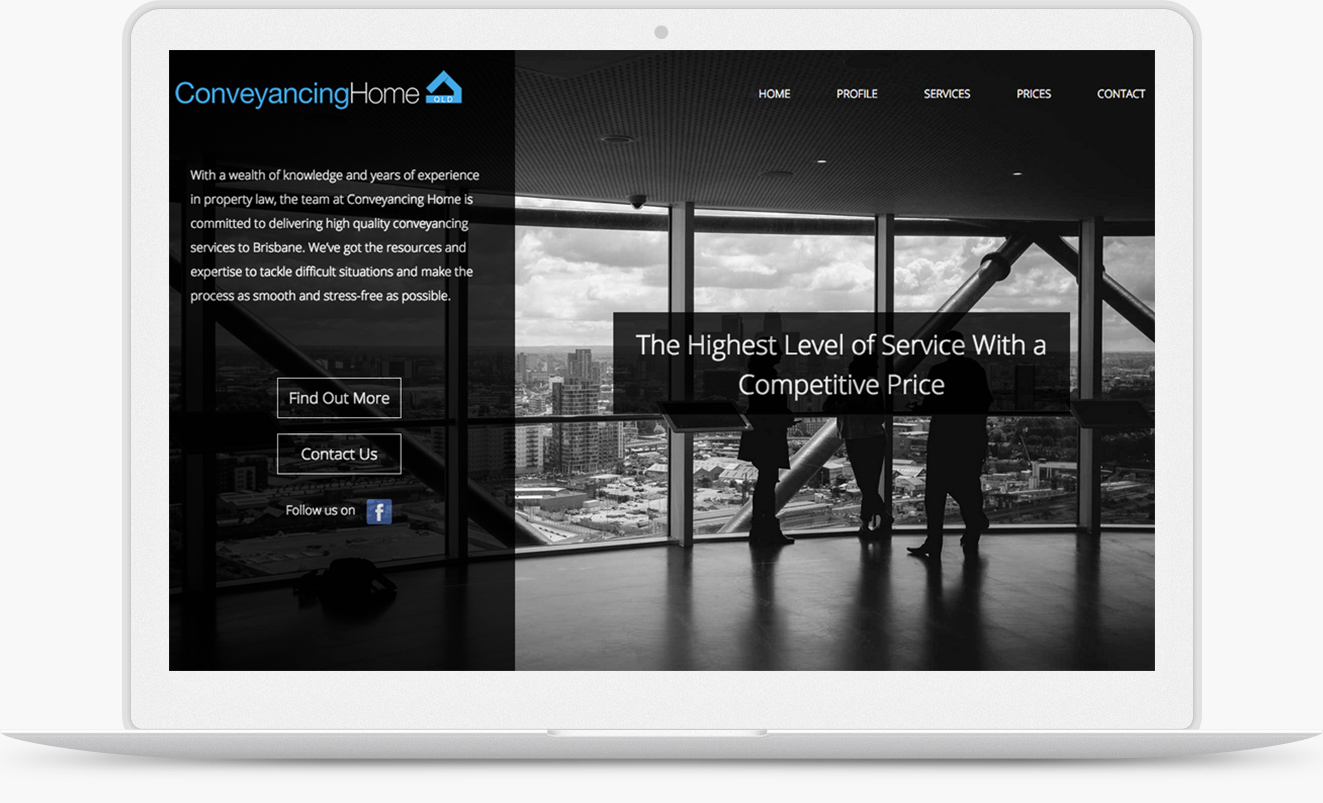 ConveyancingHome
QLD
HOME PROFILE SERVICES PRICES CONTACT
With a wealth of knowledge and years of experience
in property law, the team at Conveyancing Home is
committed to delivering high quality conveyancing
services to Brisbane. We've got the resources and
expertise to tackle difficult situations and make the
process as smooth and stress-free as possible.
The Highest Level of Service With a
Competitive Price
Find Out More
Contact Us
Follow us on f